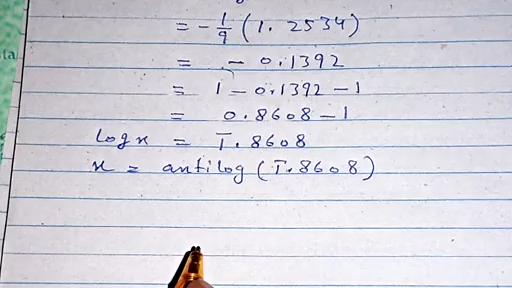 = - 1/9 (1.2534)
= - 0.1392
= 1 - 0.1392 - 1
= 0.8608 - 1
log x = 1̅.8608
x = antilog (1̅.8608)